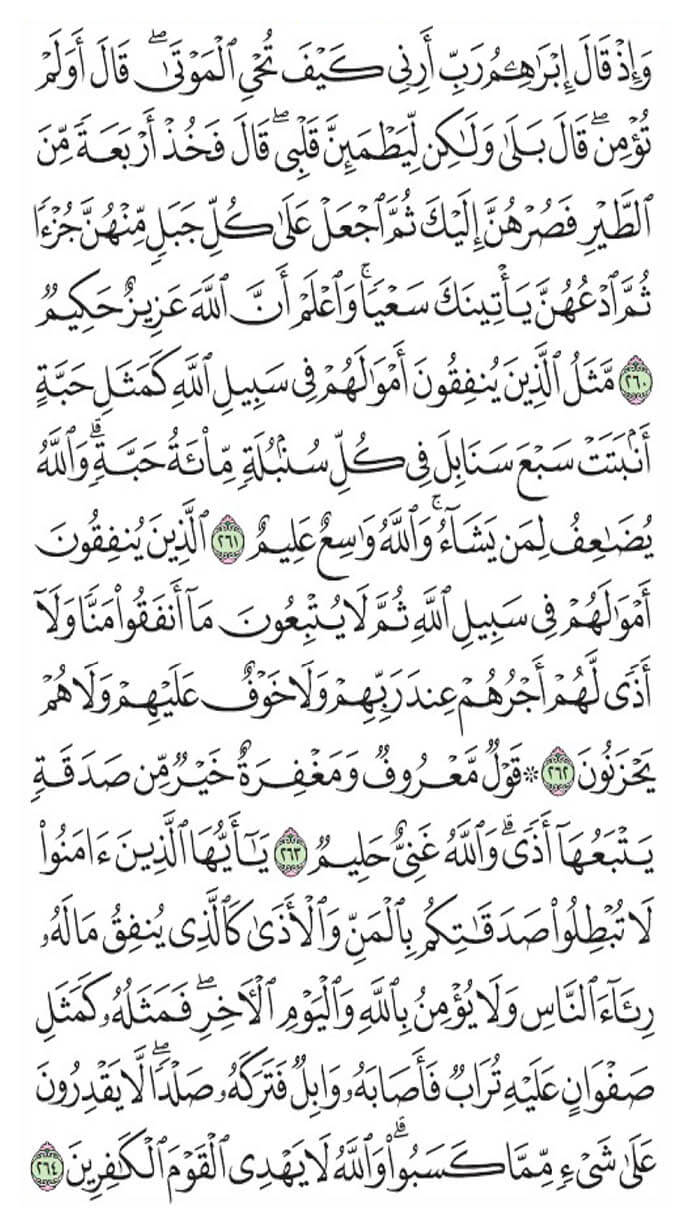 وَإِذْ قَالَ إِبْرَٰهِـۧمُ رَبِّ أَرِنِى كَيْفَ تُحْىِ ٱلْمَوْتَىٰ ۖ قَالَ أَوَلَمْ
تُؤْمِن ۖ قَالَ بَلَىٰ وَلَـٰكِن لِّيَطْمَئِنَّ قَلْبِى ۖ قَالَ فَخُذْ أَرْبَعَةً مِّنَ
ٱلطَّيْرِ فَصُرْهُنَّ إِلَيْكَ ثُمَّ ٱجْعَلْ عَلَىٰ كُلِّ جَبَلٍ مِّنْهُنَّ جُزْءًا
ثُمَّ ٱدْعُهُنَّ يَأْتِينَكَ سَعْيًا ۚ وَٱعْلَمْ أَنَّ ٱللَّهَ عَزِيزٌ حَكِيمٌ
٢٦٠ مَّثَلُ ٱلَّذِينَ يُنفِقُونَ أَمْوَٰلَهُمْ فِى سَبِيلِ ٱللَّهِ كَمَثَلِ حَبَّةٍ
أَنۢبَتَتْ سَبْعَ سَنَابِلَ فِى كُلِّ سُنۢبُلَةٍ مِّا۟ئَةُ حَبَّةٍ ۗ وَٱللَّهُ
يُضَـٰعِفُ لِمَن يَشَآءُ ۚ وَٱللَّهُ وَٰسِعٌ عَلِيمٌ ٢٦١ ٱلَّذِينَ يُنفِقُونَ
أَمْوَٰلَهُمْ فِى سَبِيلِ ٱللَّهِ ثُمَّ لَا يُتْبِعُونَ مَآ أَنفَقُوا۟ مَنًّا وَلَآ
أَذًى لَّهُمْ أَجْرُهُمْ عِندَ رَبِّهِمْ وَلَا خَوْفٌ عَلَيْهِمْ وَلَا هُمْ
يَحْزَنُونَ ٢٦٢ ۞ قَوْلٌ مَّعْرُوفٌ وَمَغْفِرَةٌ خَيْرٌ مِّن صَدَقَةٍ
يَتْبَعُهَآ أَذًى ۗ وَٱللَّهُ غَنِىٌّ حَلِيمٌ ٢٦٣ يَـٰٓأَيُّهَا ٱلَّذِينَ ءَامَنُوا۟
لَا تُبْطِلُوا۟ صَدَقَـٰتِكُم بِٱلْمَنِّ وَٱلْأَذَىٰ كَٱلَّذِى يُنفِقُ مَالَهُۥ
رِئَآءَ ٱلنَّاسِ وَلَا يُؤْمِنُ بِٱللَّهِ وَٱلْيَوْمِ ٱلْـَٔاخِرِ ۖ فَمَثَلُهُۥ كَمَثَلِ
صَفْوَانٍ عَلَيْهِ تُرَابٌ فَأَصَابَهُۥ وَابِلٌ فَتَرَكَهُۥ صَلْدًا ۖ لَّا يَقْدِرُونَ
عَلَىٰ شَىْءٍ مِّمَّا كَسَبُوا۟ ۗ وَٱللَّهُ لَا يَهْدِى ٱلْقَوْمَ ٱلْكَـٰفِرِينَ ٢٦٤